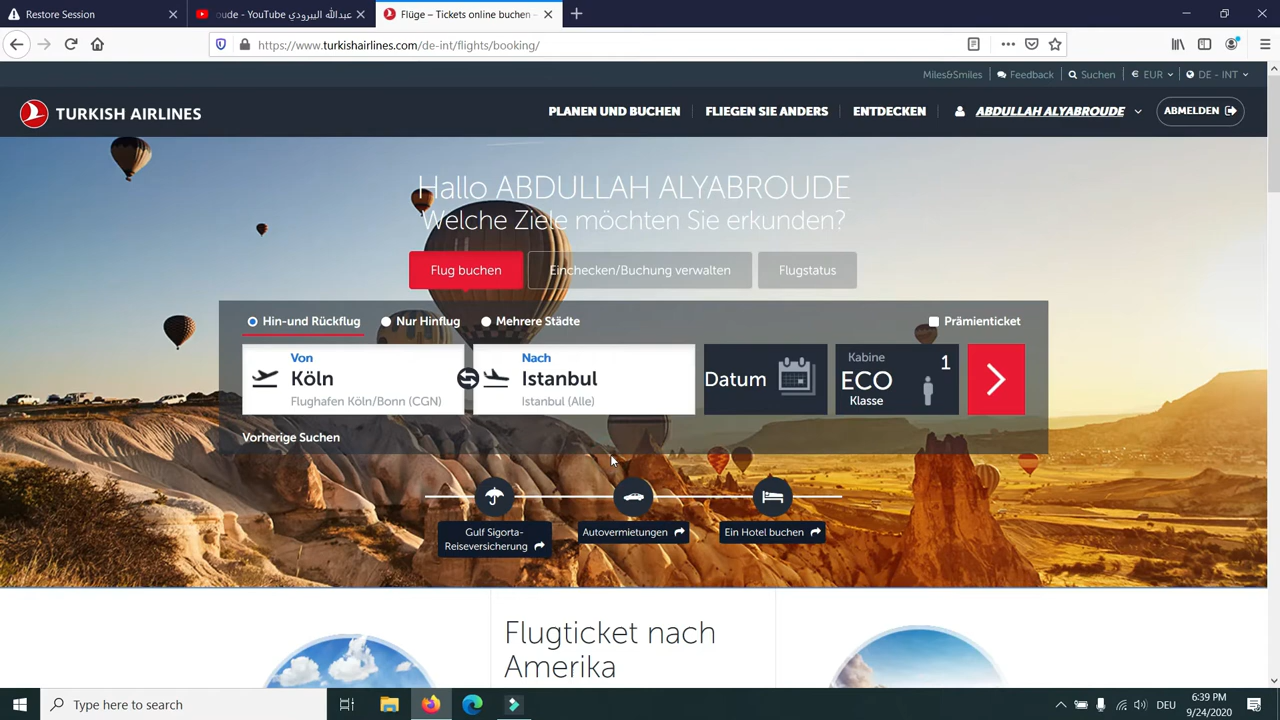 Restore Session
oude - YouTube عبدالله اليبرودي
Flüge – Tickets online buchen -
https://www.turkishairlines.com/de-int/flights/booking/
Miles&Smiles
Feedback
Suchen
€ EUR
DE - INT
TURKISH AIRLINES
PLANEN UND BUCHEN
FLIEGEN SIE ANDERS
ENTDECKEN
ABDULLAH ALYABROUDE
ABMELDEN
Hallo ABDULLAH ALYABROUDE
Welche Ziele möchten Sie erkunden?
Flug buchen
Einchecken/Buchung verwalten
Flugstatus
Hin-und Rückflug
Nur Hinflug
Mehrere Städte
Prämienticket
Von
Köln
Flughafen Köln/Bonn (CGN)
Nach
Istanbul
Istanbul (Alle)
Datum
Kabine
1
ECO
Klasse
Vorherige Suchen
Gulf Sigorta-
Reiseversicherung
Autovermietungen
Ein Hotel buchen
Flugticket nach
Amerika
Type here to search
DEU
6:39 PM
9/24/2020